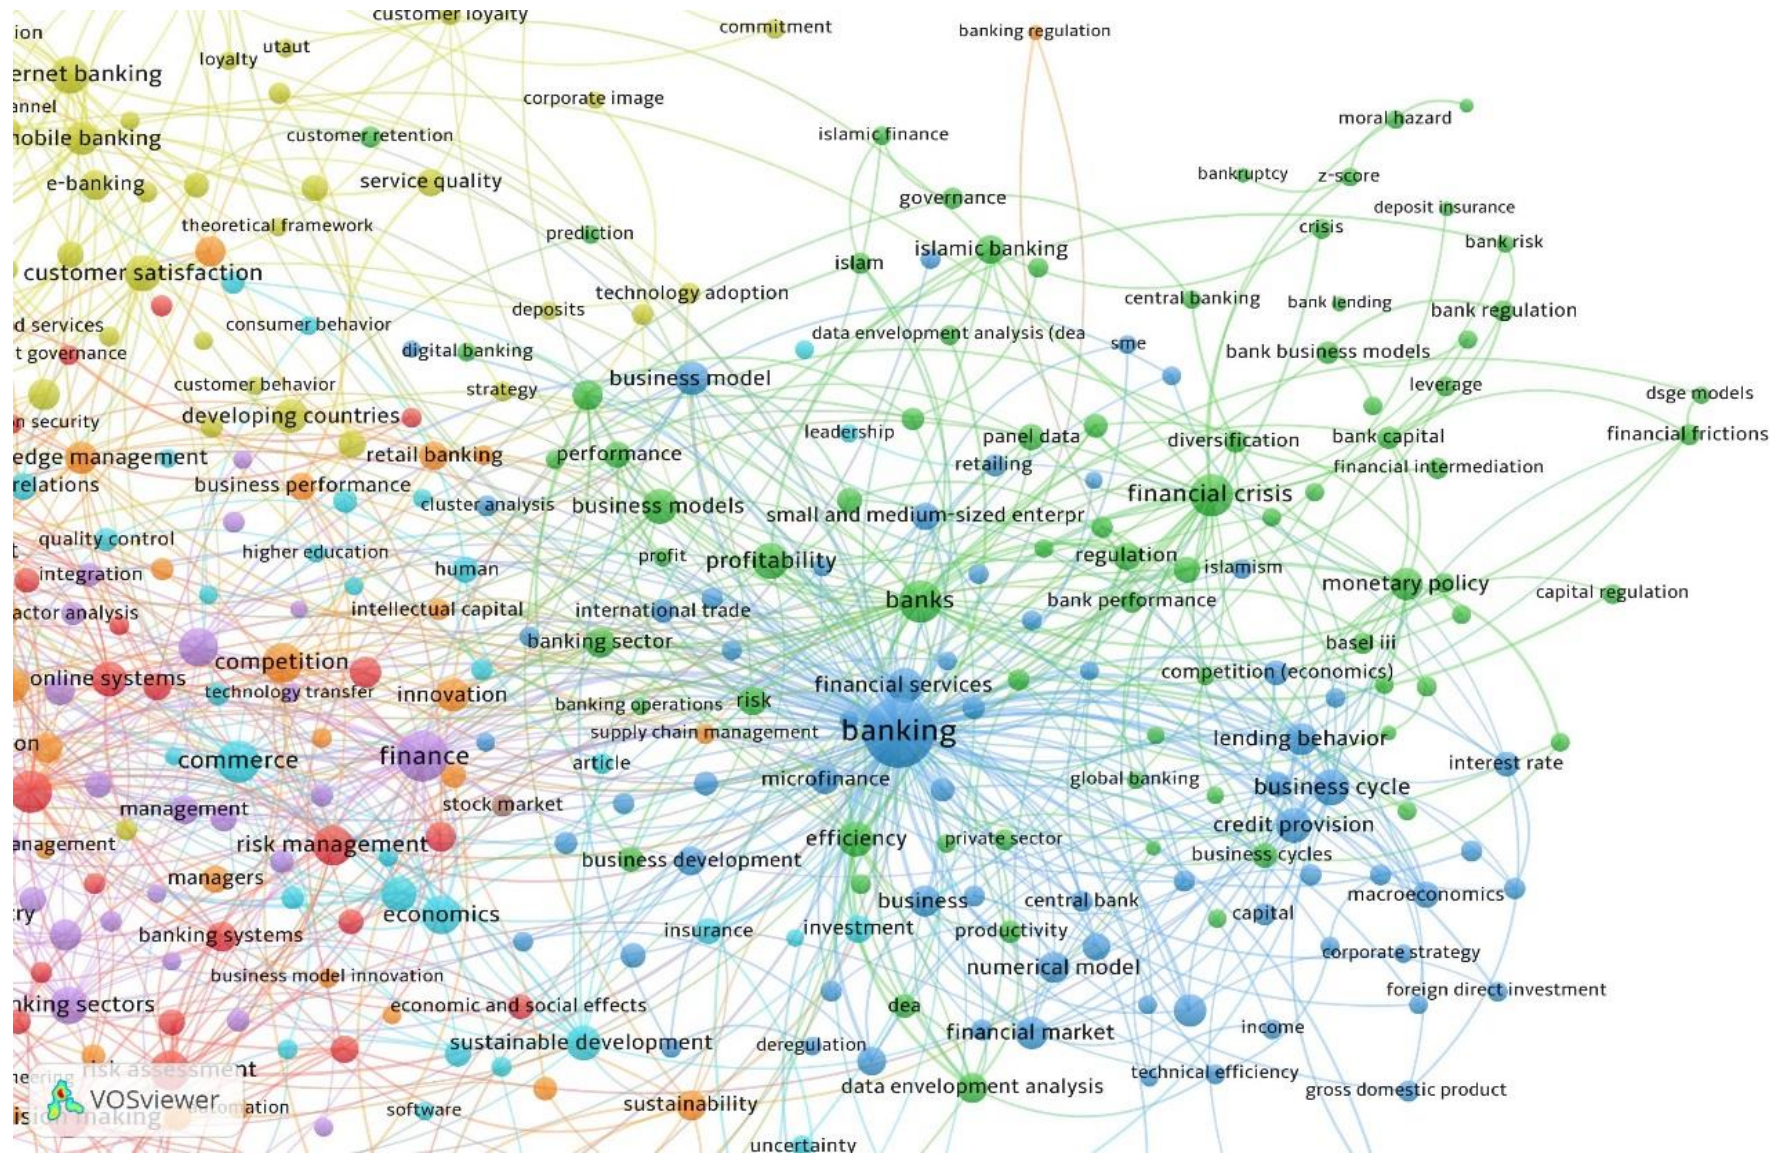 customer loyalty
ion
commitment
banking regulation
utaut
loyalty
ernet banking
corporate image
annel
moral hazard
customer retention
islamic finance
mobile banking
bankruptcy
z-score
e-banking
service quality
governance
deposit insurance
theoretical framework
crisis
prediction
bank risk
islamic banking
islam
customer satisfaction
technology adoption
central banking
bank lending
deposits
bank regulation
d services
consumer behavior
data envelopment analysis (dea
sme
t governance
digital banking
bank business models
business model
customer behavior
strategy
leverage
dsge models
developing countries
n security
leadership
panel data
diversification
bank capital
financial frictions
edge management
retail banking
performance
retailing
financial intermediation
relations
business performance
financial crisis
cluster analysis
business models
small and medium-sized enterpr
quality control
higher education
profit
profitability
regulation
integration
human
islamism
monetary policy
capital regulation
banks
bank performance
actor analysis
intellectual capital
international trade
banking sector
basel iii
competition
competition (economics)
online systems
technology transfer
innovation
financial services
banking operations
risk
banking
supply chain management
on
lending behavior
commerce
finance
article
interest rate
microfinance
global banking
business cycle
management
stock market
credit provision
anagement
risk management
efficiency
private sector
business development
business cycles
managers
macroeconomics
business
central bank
ry
economics
capital
banking systems
insurance
investment
productivity
corporate strategy
numerical model
business model innovation
foreign direct investment
nking sectors
economic and social effects
dea
income
financial market
sustainable development
deregulation
risk assessment
technical efficiency
neering
data envelopment analysis
gross domestic product
VOSviewer
automation
software
sustainability
ision making
uncertainty